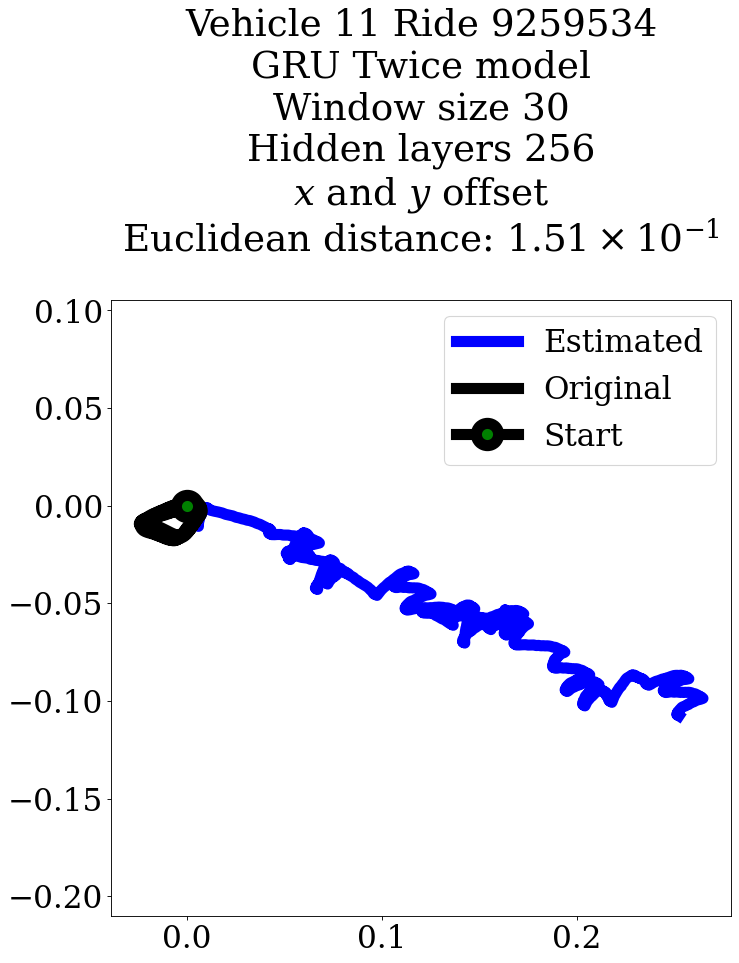 Vehicle 11 Ride 9259534
GRU Twice model
Window size 30
Hidden layers 256
x and y offset
Euclidean distance: 1.51 × 10⁻¹
Estimated
Original
Start
0.10
0.05
0.00
−0.05
−0.10
−0.15
−0.20
0.0 0.1 0.2